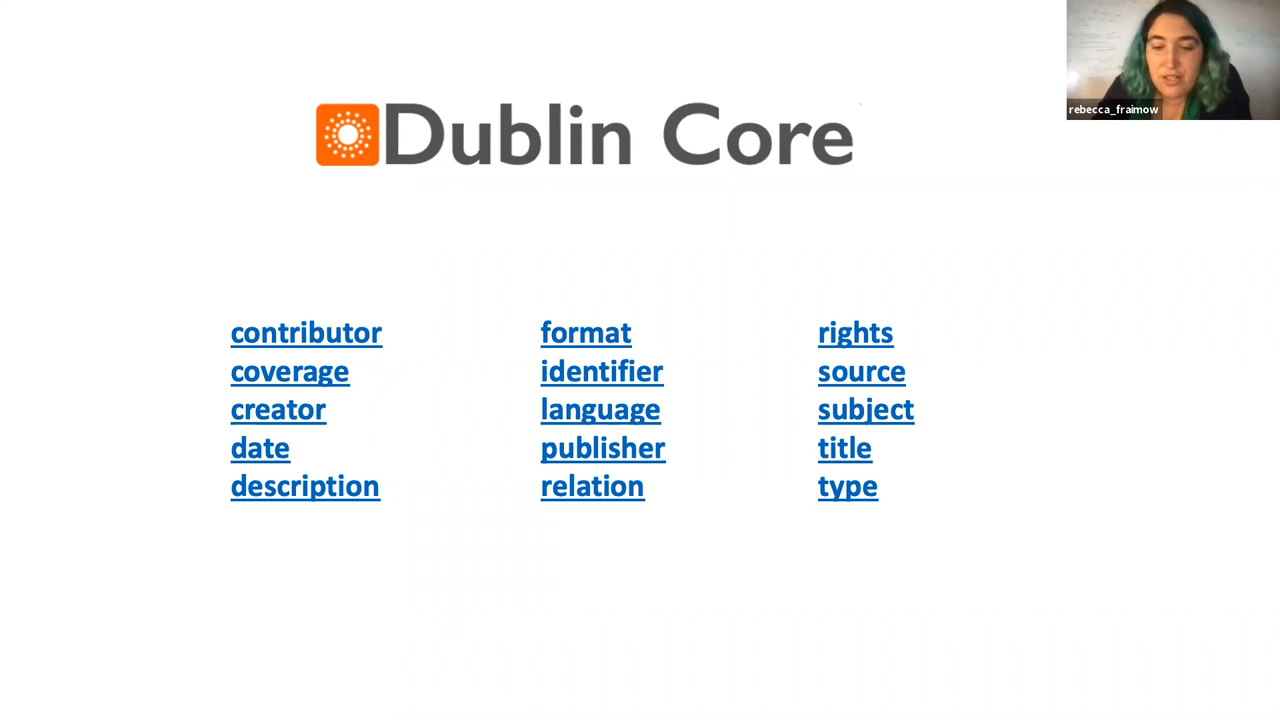 Dublin Core
rebecca_fraimow
contributor
coverage
creator
date
description
format
identifier
language
publisher
relation
rights
source
subject
title
type